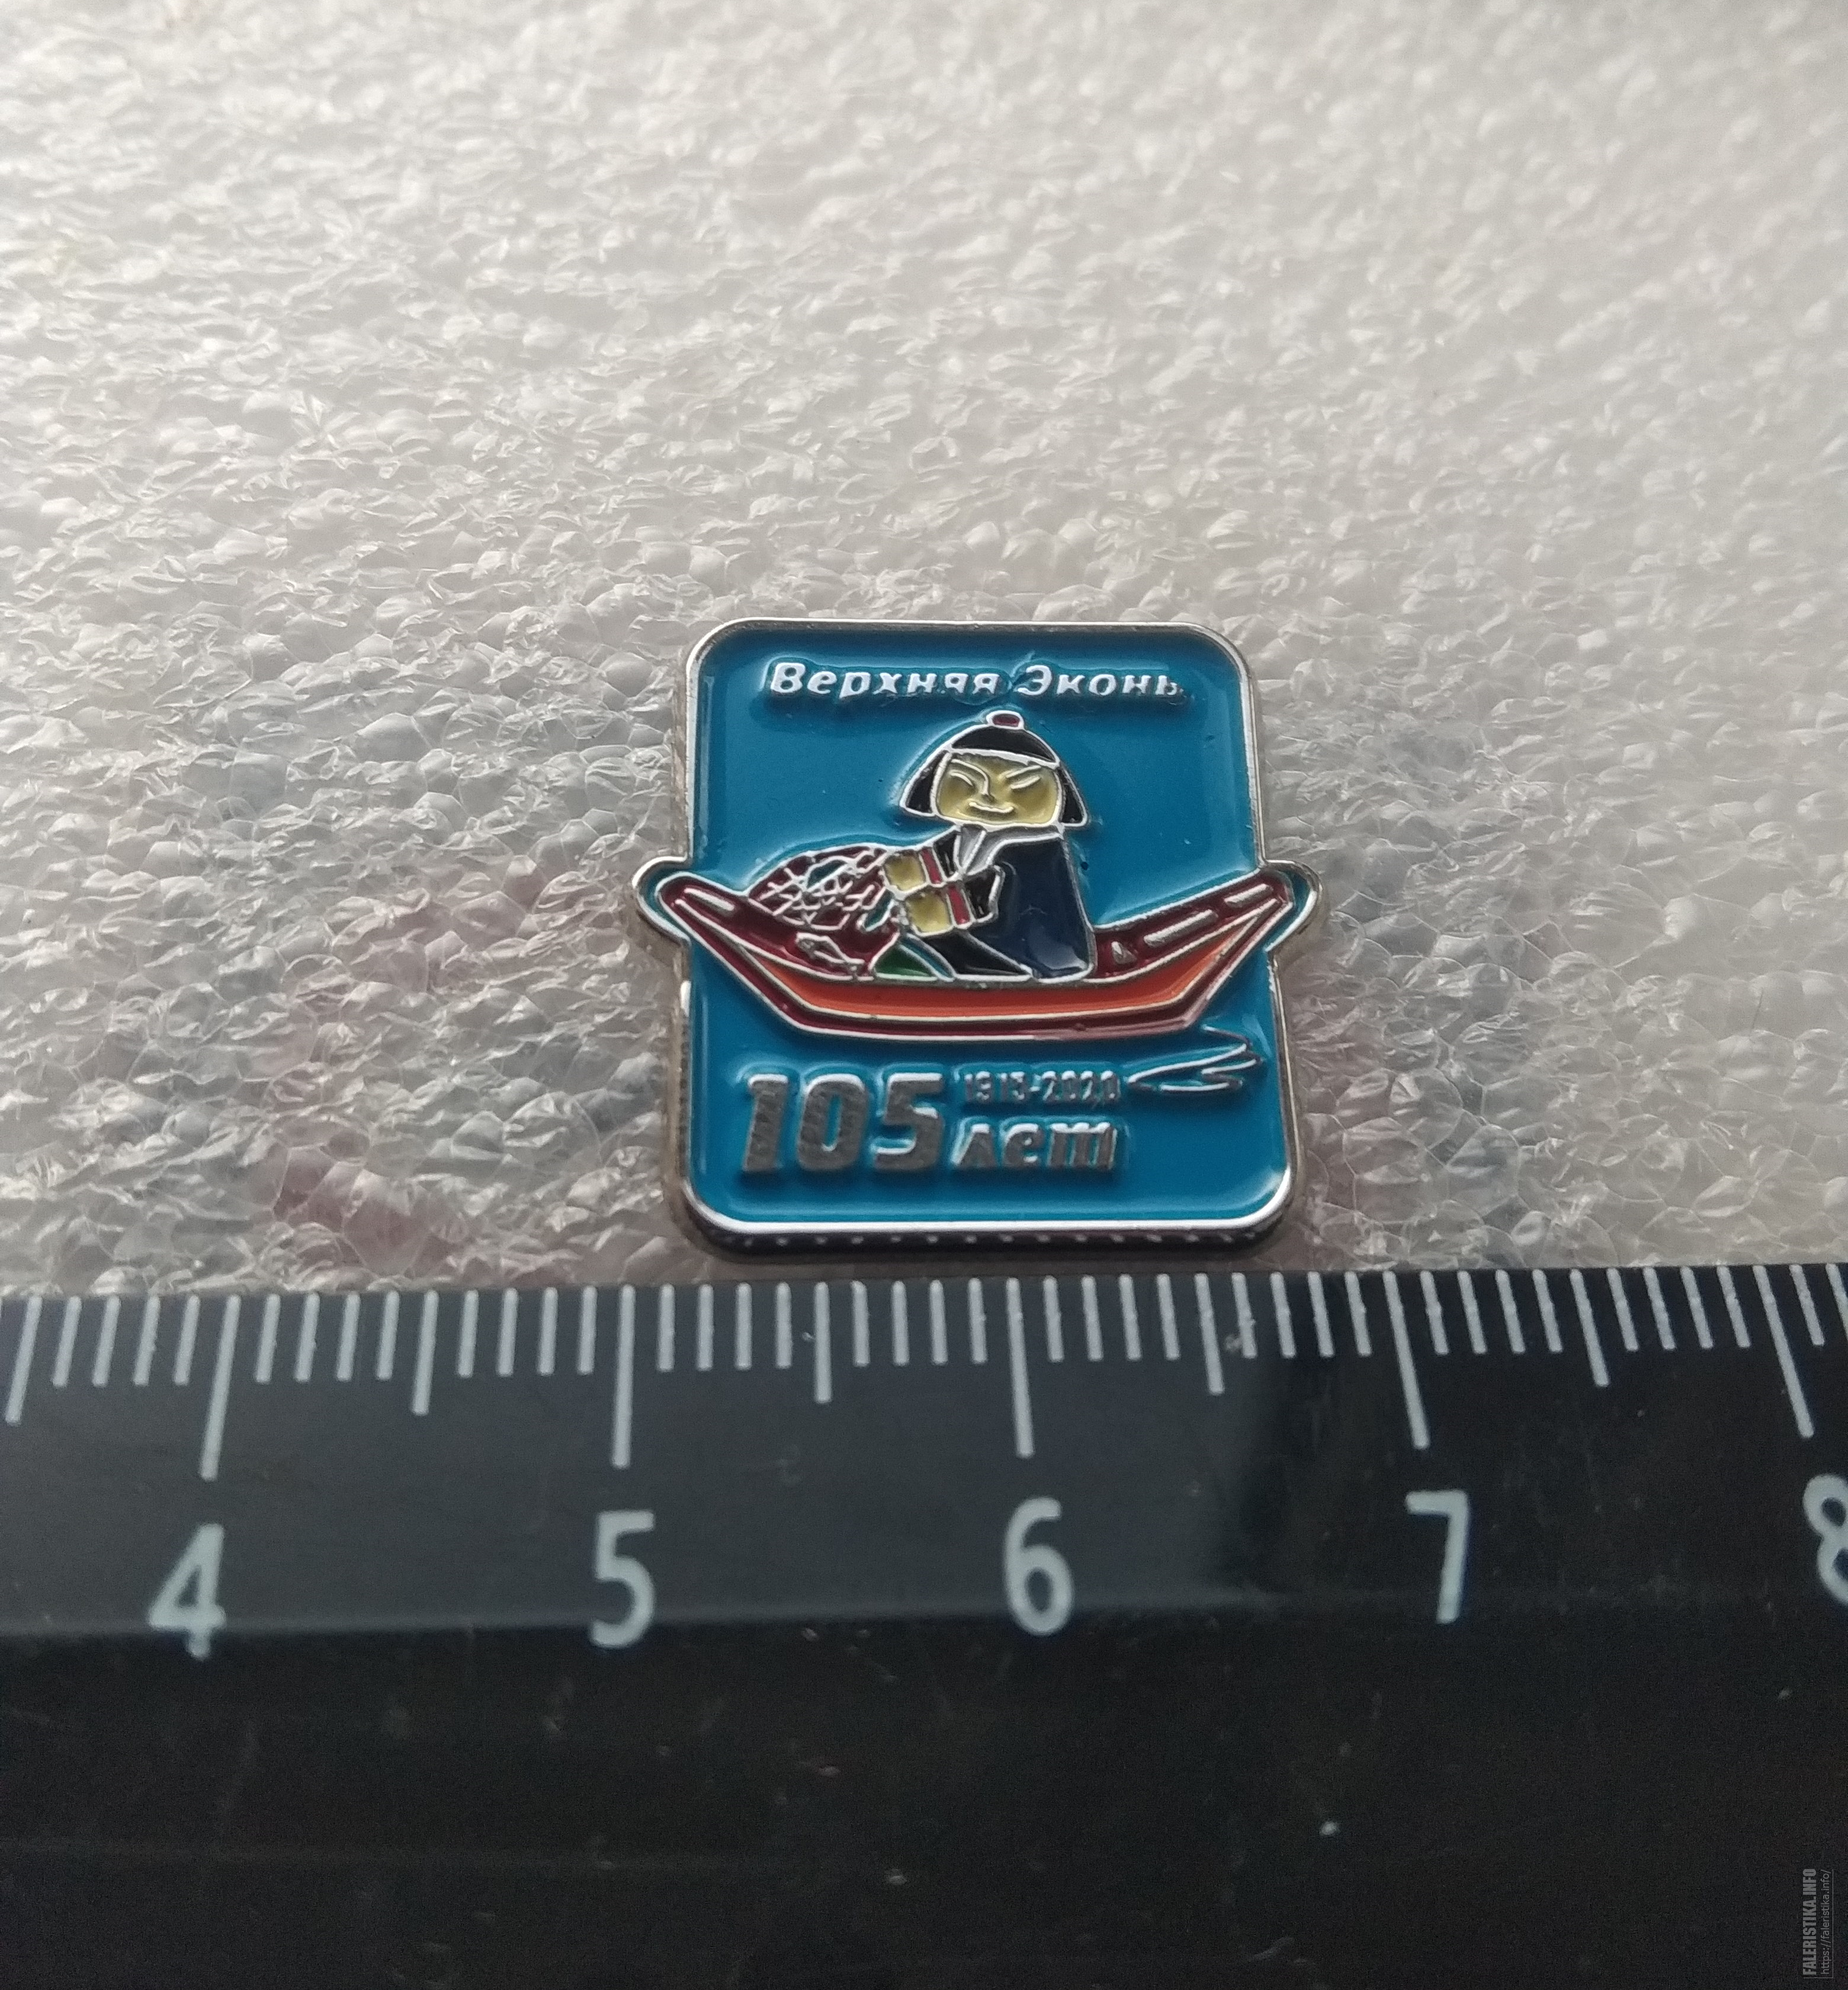 Верхняя Эконь
1915-2020
105 лет
4 5 6 7 8
FALERISTIKA.INFO
https://faleristika.info/